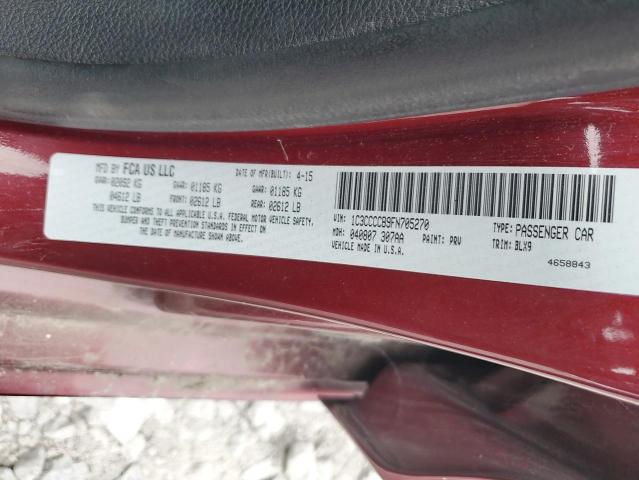 MFD BY FCA US LLC DATE OF MFR(BUILT): 4-15
GVWR: 02092 KG GAWR: 01185 KG GAWR: 01185 KG
04612 LB FRONT: 02612 LB REAR: 02612 LB
THIS VEHICLE CONFORMS TO ALL APPLICABLE U.S.A. FEDERAL MOTOR VEHICLE SAFETY,
BUMPER AND THEFT PREVENTION STANDARDS IN EFFECT ON
THE DATE OF MANUFACTURE SHOWN ABOVE.
VIN: 1C3CCCCB9FN705270 TYPE: PASSENGER CAR
MDH: 040807 307AA PAINT: PRV TRIM: BLX9
VEHICLE MADE IN U.S.A.
4658843